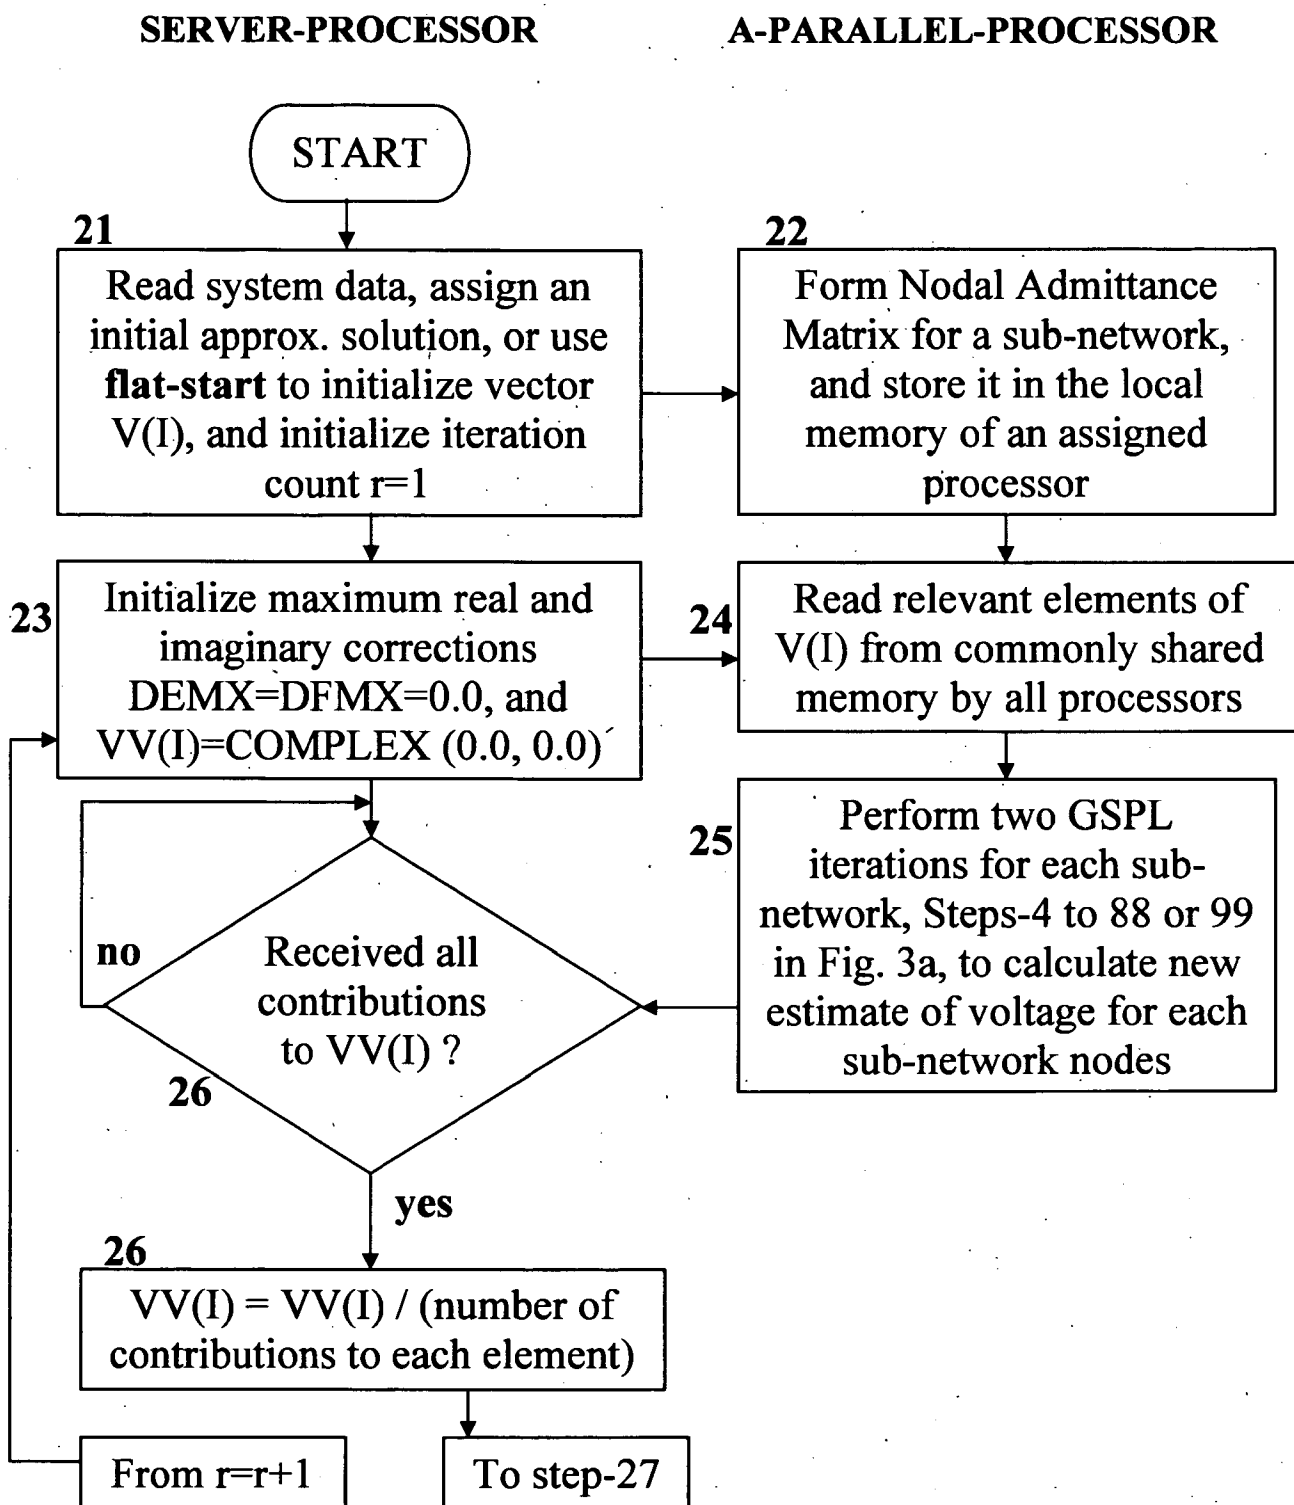 SERVER-PROCESSOR
A-PARALLEL-PROCESSOR
START
21
Read system data, assign an
initial approx. solution, or use
flat-start to initialize vector
V(I), and initialize iteration
count r=1
22
Form Nodal Admittance
Matrix for a sub-network,
and store it in the local
memory of an assigned
processor
23
Initialize maximum real and
imaginary corrections
DEMX=DFMX=0.0, and
VV(I)=COMPLEX (0.0, 0.0)
24
Read relevant elements of
V(I) from commonly shared
memory by all processors
25
Perform two GSPL
iterations for each sub-
network, Steps-4 to 88 or 99
in Fig. 3a, to calculate new
estimate of voltage for each
sub-network nodes
no
Received all
contributions
to VV(I) ?
26
yes
26
VV(I) = VV(I) / (number of
contributions to each element)
From r=r+1
To step-27